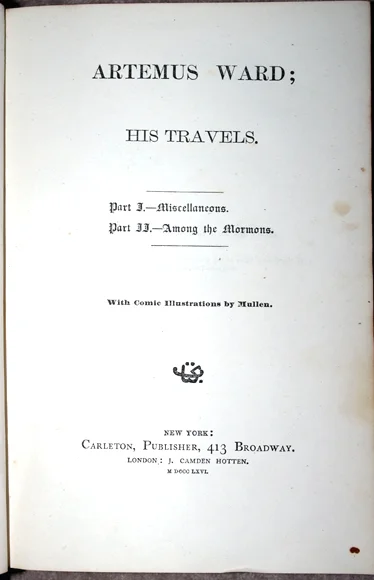 ARTEMUS WARD;
HIS TRAVELS.
Part I.—Miscellaneous.
Part II.—Among the Mormons.
With Comic Illustrations by Mullen.
NEW YORK:
CARLETON, PUBLISHER, 413 BROADWAY.
LONDON: J. CAMDEN HOTTEN.
M DCCC LXVI.